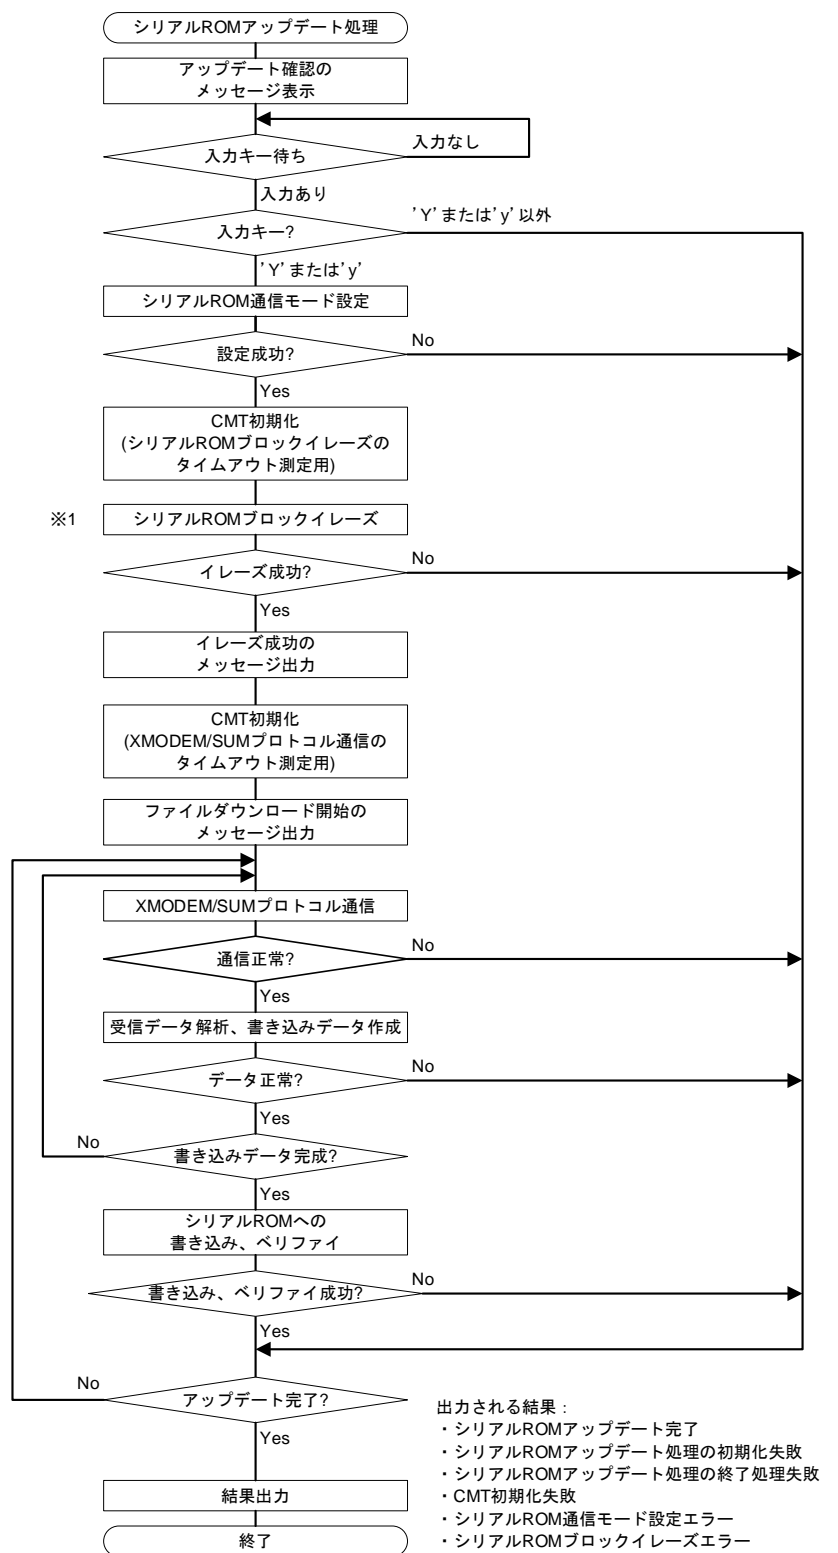 シリアルROMアップデート処理
アップデート確認の
メッセージ表示
入力なし
入力キー待ち
入力あり
'Y'または'y'以外
入力キー?
'Y'または'y'
シリアルROM通信モード設定
No
設定成功?
Yes
CMT初期化
(シリアルROMブロックイレーズの
タイムアウト測定用)
※1
シリアルROMブロックイレーズ
No
イレーズ成功?
Yes
イレーズ成功の
メッセージ出力
CMT初期化
(XMODEM/SUMプロトコル通信の
タイムアウト測定用)
ファイルダウンロード開始の
メッセージ出力
XMODEM/SUMプロトコル通信
No
通信正常?
Yes
受信データ解析、書き込みデータ作成
No
データ正常?
Yes
No
書き込みデータ完成?
Yes
シリアルROMへの
書き込み、ベリファイ
No
書き込み、ベリファイ成功?
Yes
No
アップデート完了?
Yes
結果出力
終了
出力される結果：
・シリアルROMアップデート完了
・シリアルROMアップデート処理の初期化失敗
・シリアルROMアップデート処理の終了処理失敗
・CMT初期化失敗
・シリアルROM通信モード設定エラー
・シリアルROMブロックイレーズエラー